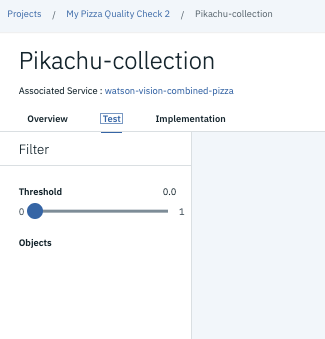 Projects / My Pizza Quality Check 2 / Pikachu-collection
Pikachu-collection
Associated Service : watson-vision-combined-pizza
Overview Test Implementation
Filter
Threshold 0.0
0 1
Objects